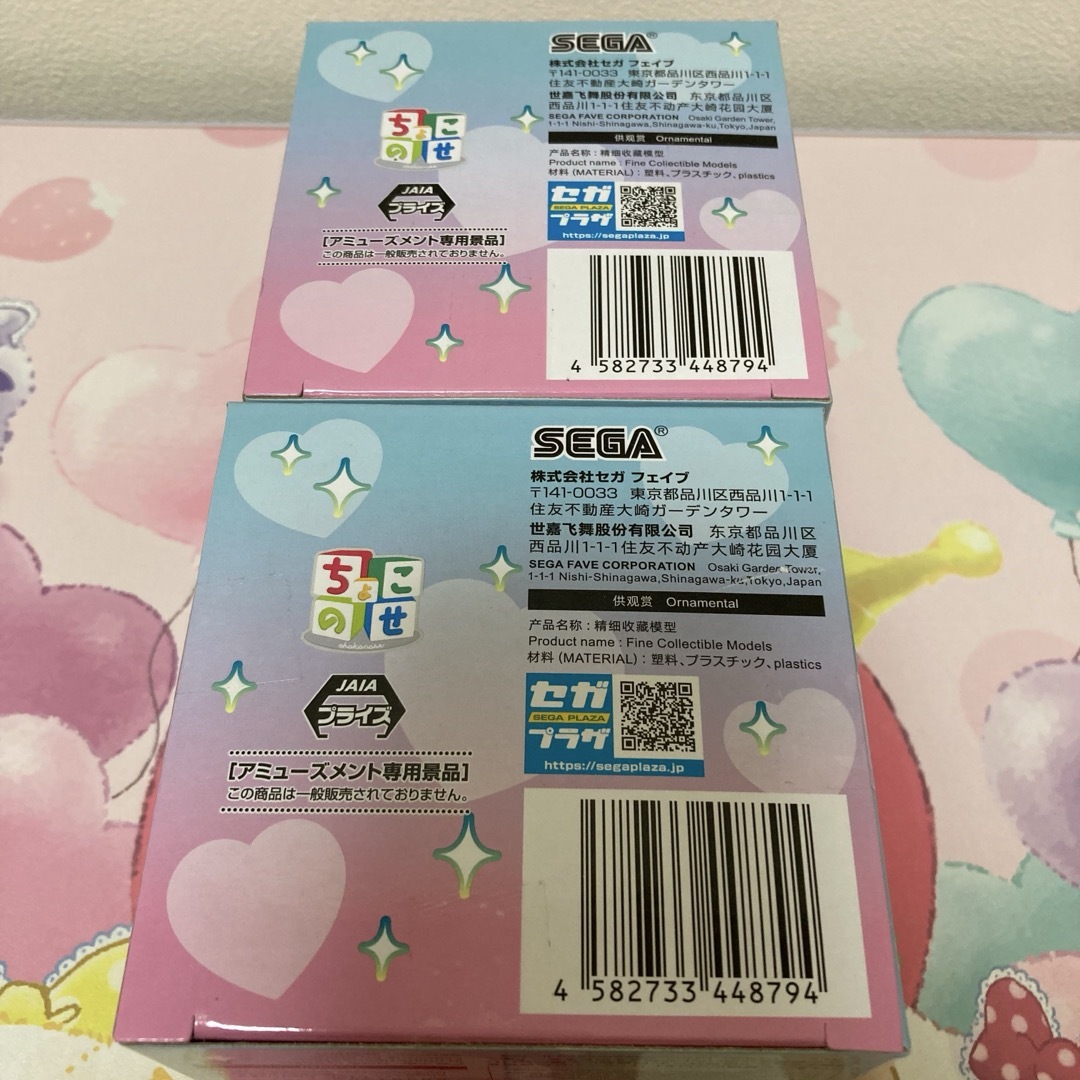 SEGA®
株式会社セガ フェイブ
〒141-0033 東京都品川区西品川1-1-1
住友不動産大崎ガーデンタワー
世嘉飞舞股份有限公司 东京都品川区
西品川1-1-1住友不动产大崎花园大厦
SEGA FAVE CORPORATION Osaki Garden Tower,
1-1-1 Nishi-Shinagawa,Shinagawa-ku,Tokyo,Japan
供观赏 Ornamental
产品名称:精细收藏模型
Product name : Fine Collectible Models
材料 (MATERIAL) : 塑料、プラスチック、plastics
ちょこ
のせ
JAIA
プライズ
[アミューズメント専用景品]
この商品は一般販売されておりません。
セガ
SEGA PLAZA
プラザ
https://segaplaza.jp
4 582733 448794
SEGA®
株式会社セガ フェイブ
〒141-0033 東京都品川区西品川1-1-1
住友不動産大崎ガーデンタワー
世嘉飞舞股份有限公司 东京都品川区
西品川1-1-1住友不动产大崎花园大厦
SEGA FAVE CORPORATION Osaki Garden Tower,
1-1-1 Nishi-Shinagawa,Shinagawa-ku,Tokyo,Japan
供观赏 Ornamental
产品名称:精细收藏模型
Product name : Fine Collectible Models
材料 (MATERIAL) : 塑料、プラスチック、plastics
ちょこ
のせ
chokonose
JAIA
プライズ
[アミューズメント専用景品]
この商品は一般販売されておりません。
セガ
SEGA PLAZA
プラザ
https://segaplaza.jp
4 582733 448794